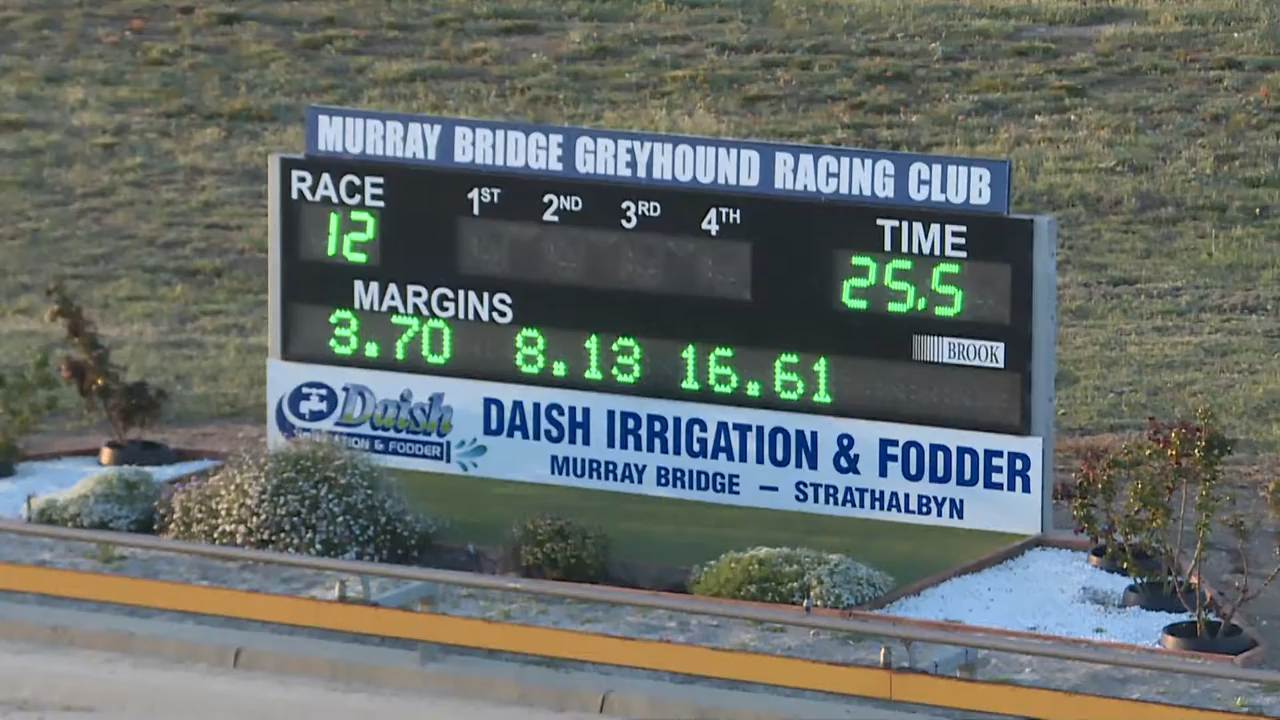 MURRAY BRIDGE GREYHOUND RACING CLUB
RACE 1ST 2ND 3RD 4TH TIME
12 25.5
MARGINS
3.70 8.13 16.61
BROOK
Daish
& FODDER
DAISH IRRIGATION & FODDER
MURRAY BRIDGE – STRATHALBYN